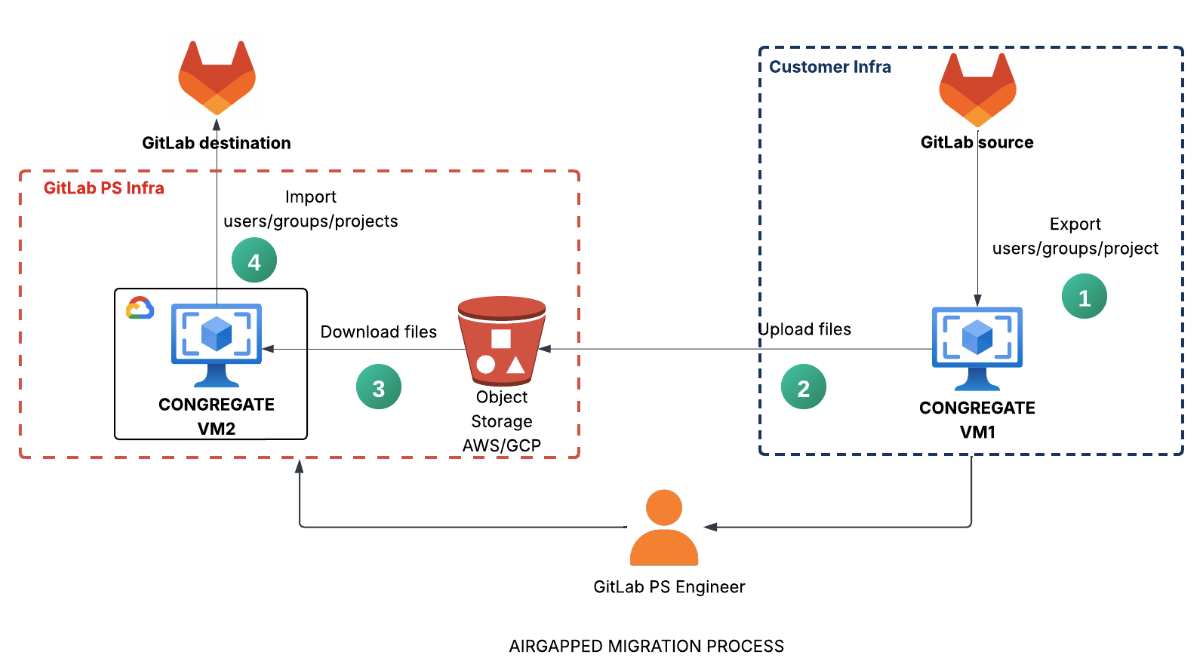 Customer Infra
GitLab destination
GitLab source
GitLab PS Infra
Import
users/groups/projects
4
Export
users/groups/project
1
Download files
3
Upload files
2
Object
Storage
AWS/GCP
CONGREGATE
VM2
CONGREGATE
VM1
GitLab PS Engineer
AIRGAPPED MIGRATION PROCESS